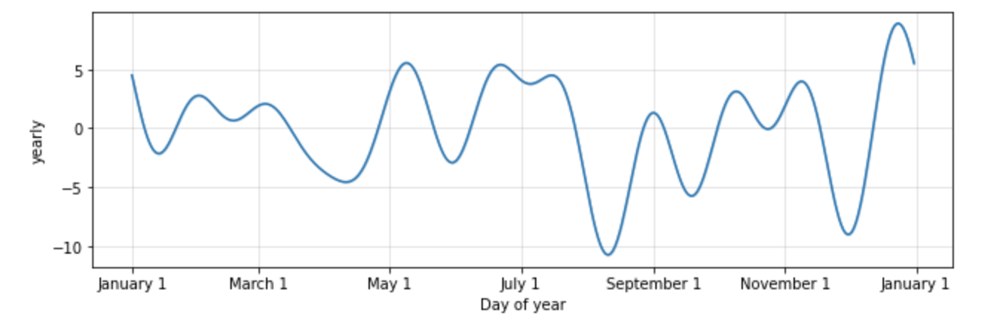 5
0
−5
−10
yearly
January 1 March 1 May 1 July 1 September 1 November 1 January 1
Day of year